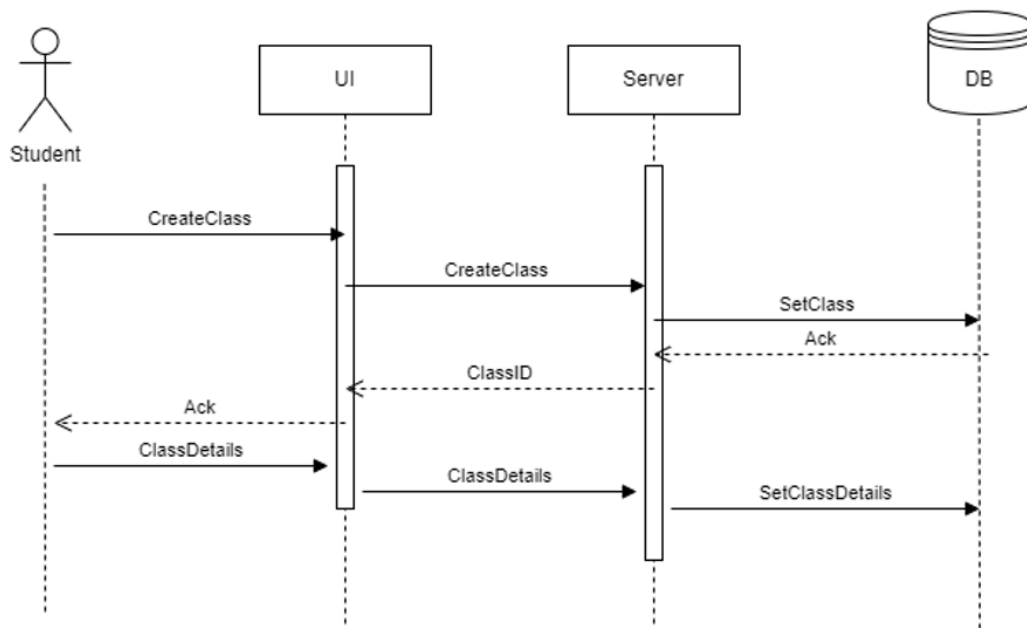 UI
Server
DB
Student
CreateClass
CreateClass
SetClass
Ack
ClassID
Ack
ClassDetails
ClassDetails
SetClassDetails